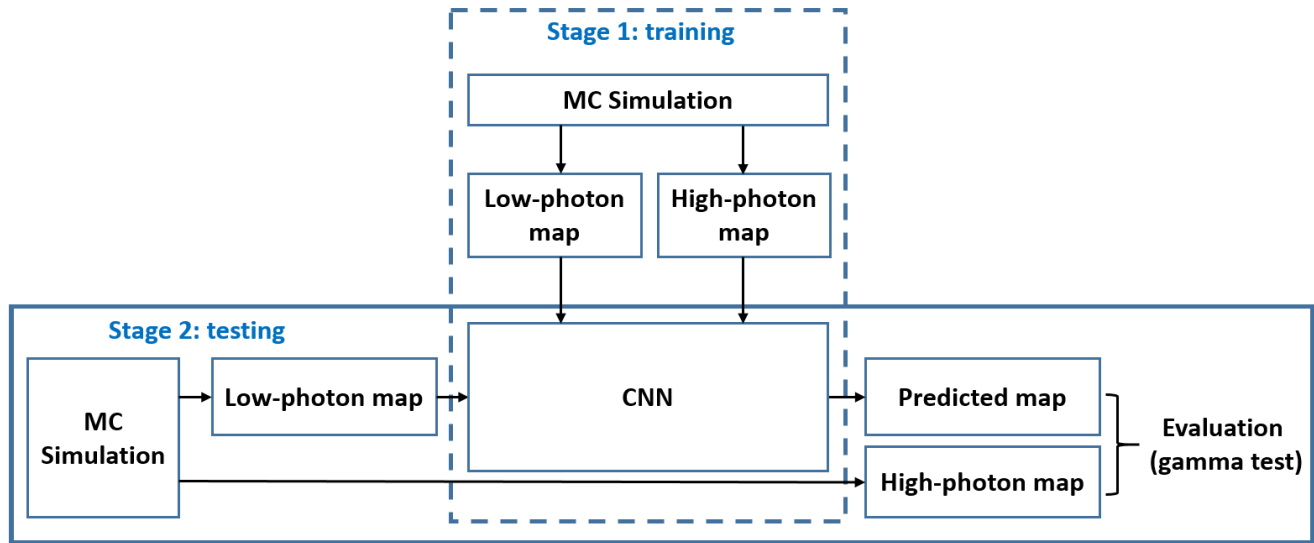 Stage 1: training
MC Simulation
Low-photon
map
High-photon
map
Stage 2: testing
MC
Simulation
Low-photon map
CNN
Predicted map
High-photon map
Evaluation
(gamma test)